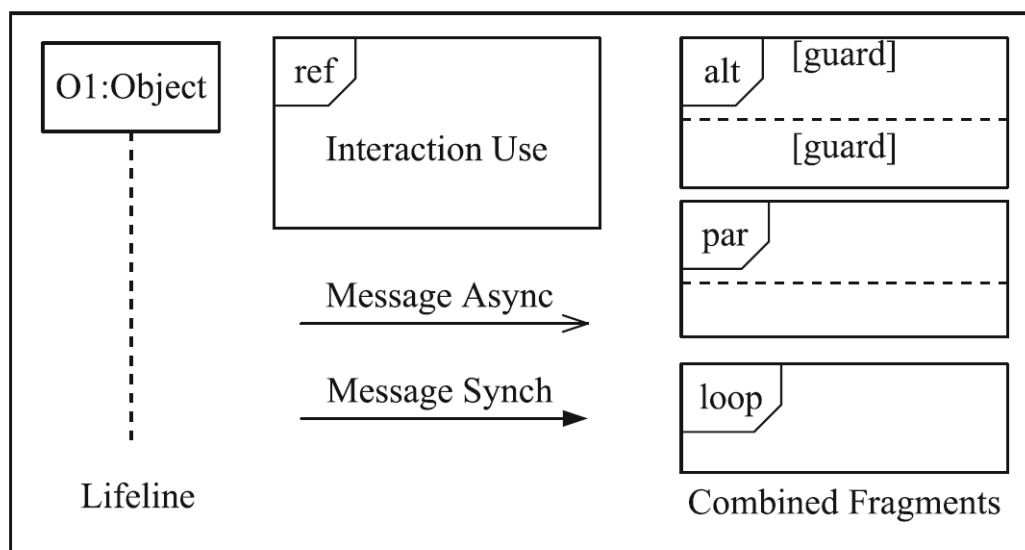 O1:Object
Lifeline
ref
Interaction Use
Message Async
Message Synch
alt
[guard]
[guard]
par
loop
Combined Fragments